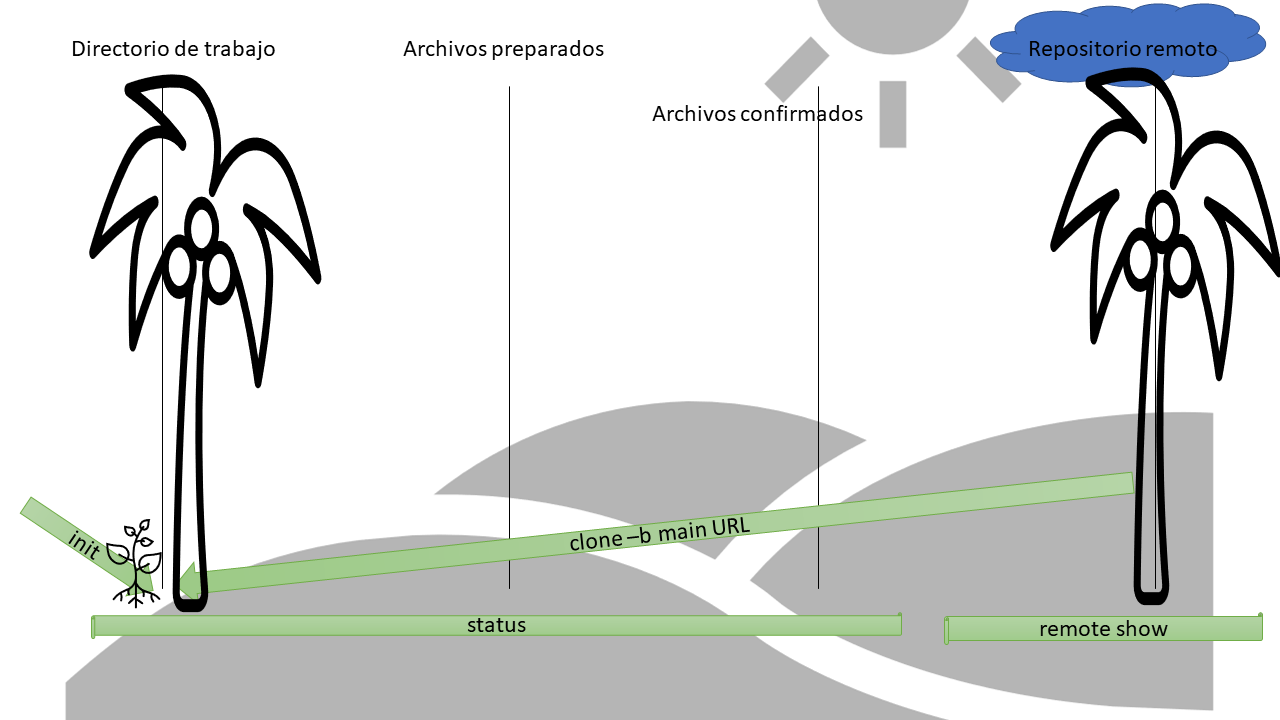 Directorio de trabajo
Archivos preparados
Repositorio remoto
Archivos confirmados
init
clone –b main URL
status
remote show